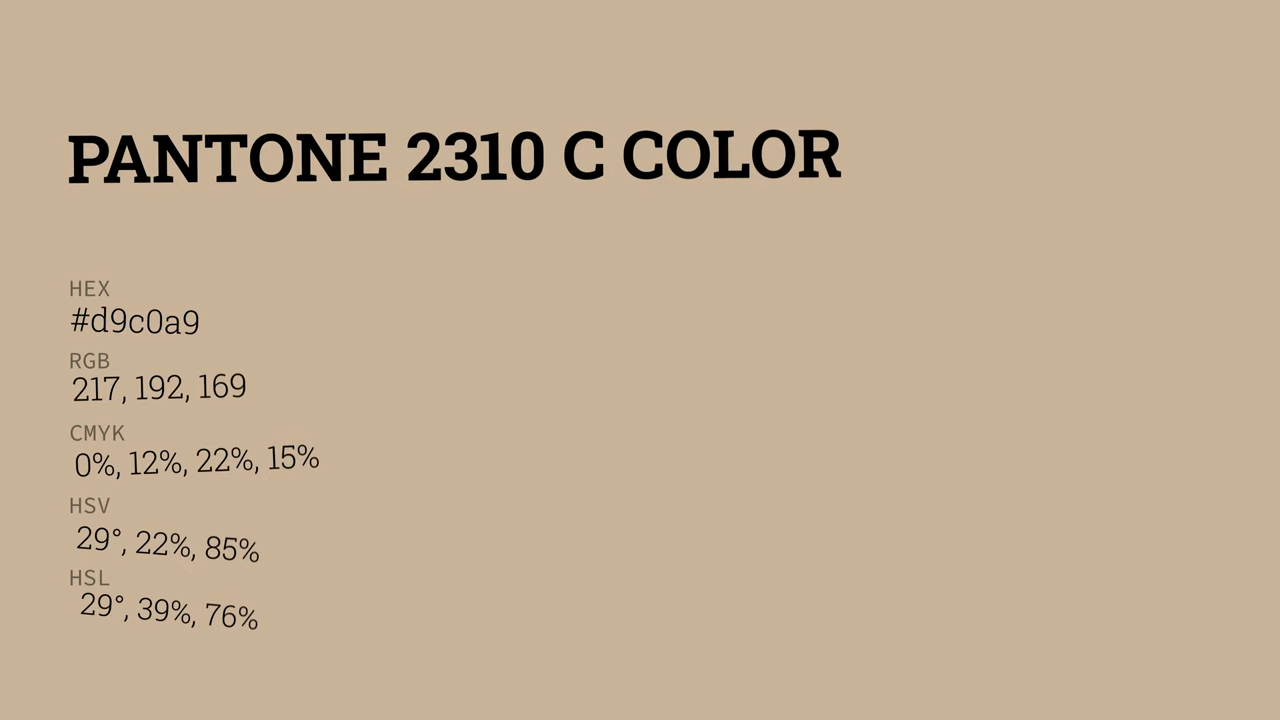 PANTONE 2310 C COLOR
HEX
#d9c0a9
RGB
217, 192, 169
CMYK
0%, 12%, 22%, 15%
HSV
29°, 22%, 85%
HSL
29°, 39%, 76%